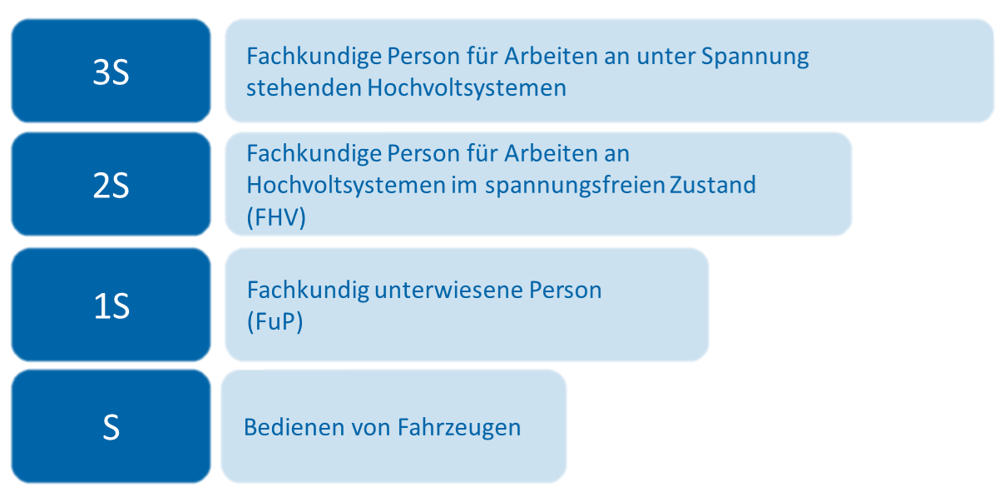 3S
Fachkundige Person für Arbeiten an unter Spannung
stehenden Hochvoltsystemen
2S
Fachkundige Person für Arbeiten an
Hochvoltsystemen im spannungsfreien Zustand
(FHV)
1S
Fachkundig unterwiesene Person
(FuP)
S
Bedienen von Fahrzeugen